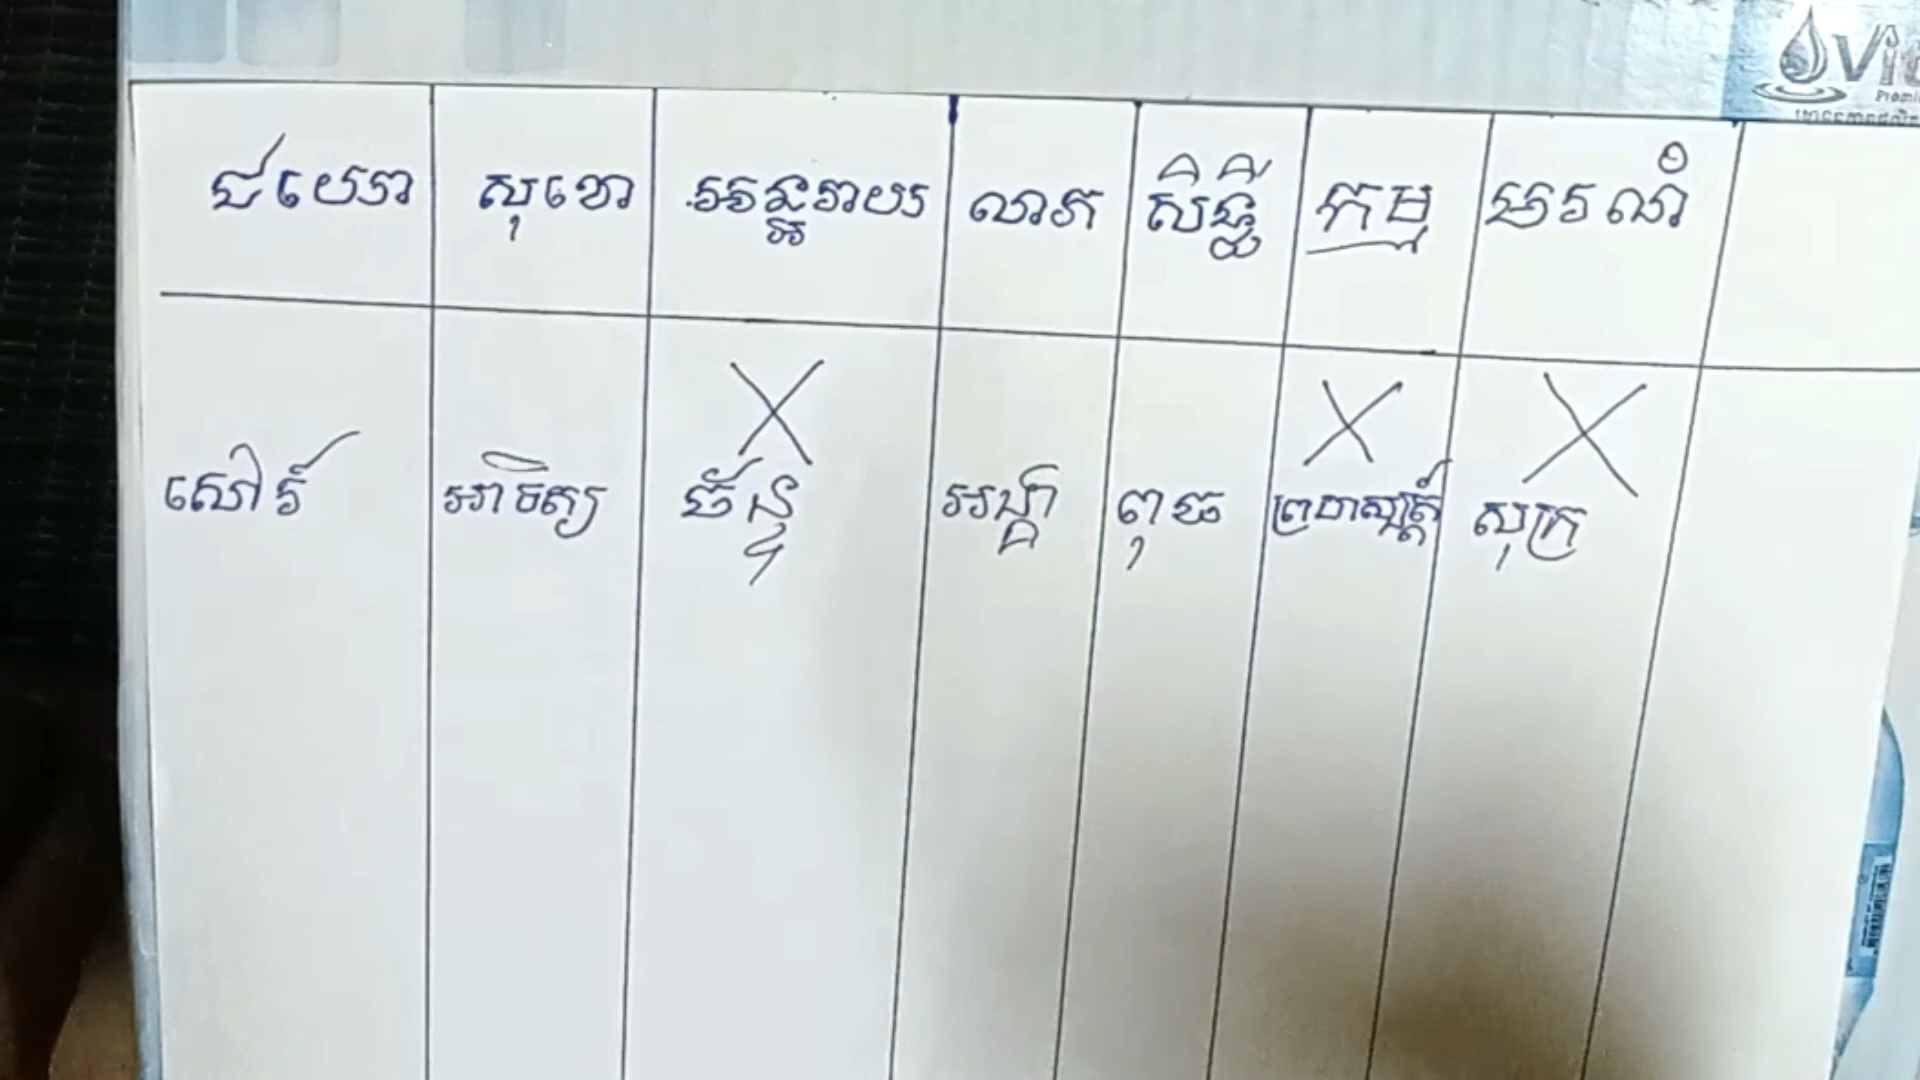 Vit
ជយោ សុខោ អន្តរាយ លាភ សិទ្ធី កម្ម មរណំ
X X X
សៅរ៍ អាទិត្យ ច័ន្ទ អង្គារ ពុធ ព្រហស្បត្តិ៍ សុក្រ